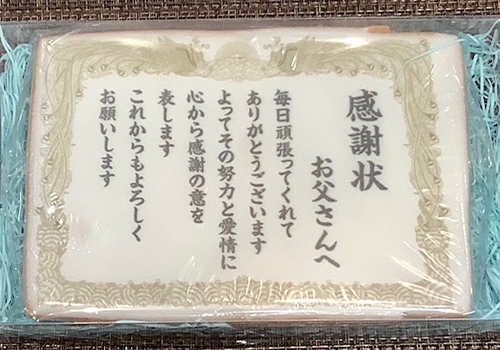 感謝状
お父さんへ
毎日頑張ってくれて
ありがとうございます
よってその努力と愛情に
心から感謝の意を
表します
これからもよろしく
お願いします